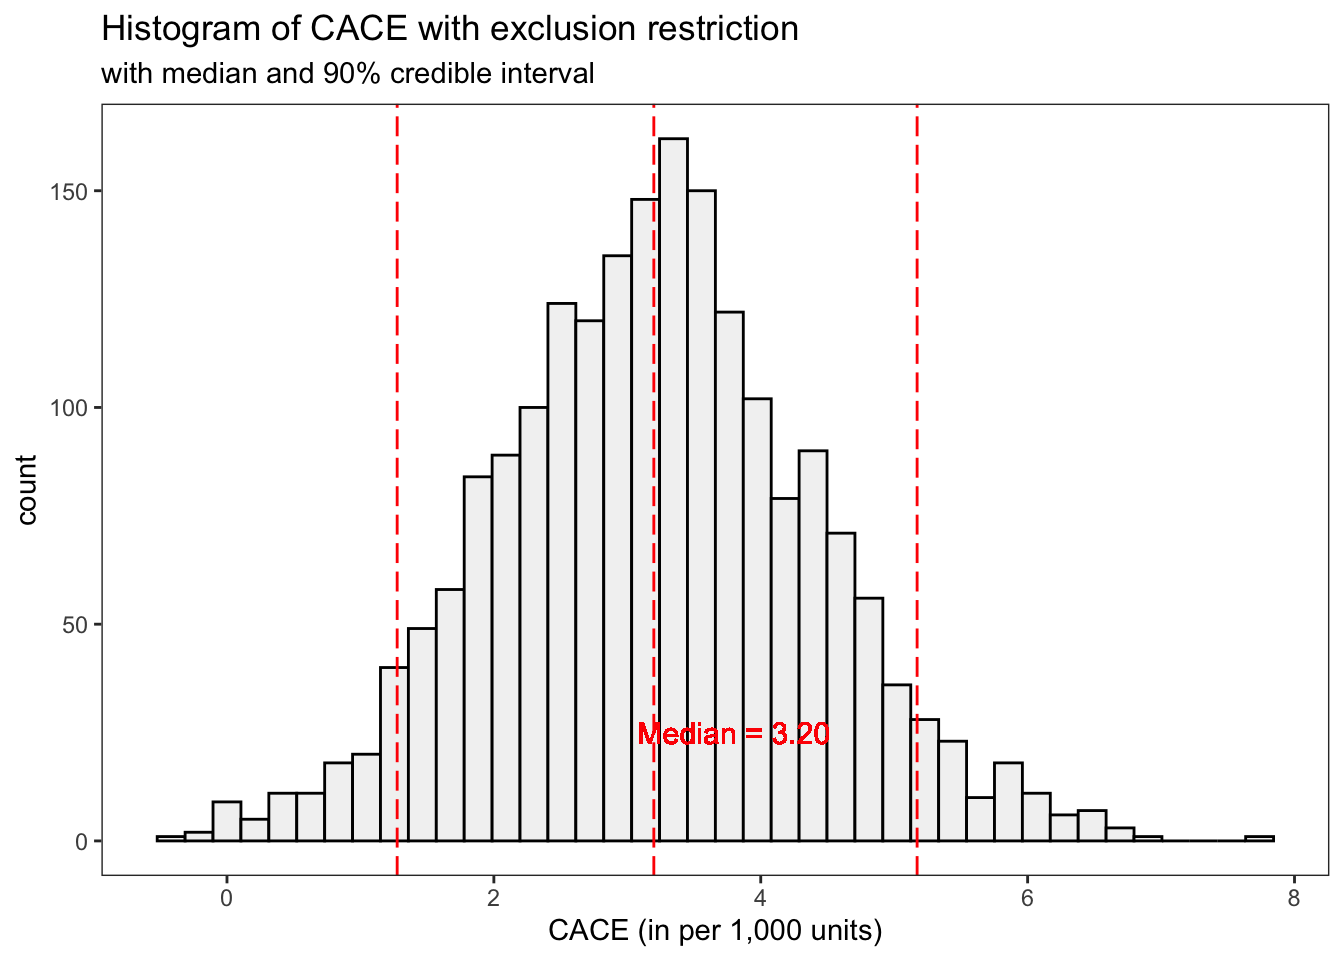 Histogram of CACE with exclusion restriction
with median and 90% credible interval
150
100
50
0
count
Median = 3.20
0 2 4 6 8
CACE (in per 1,000 units)